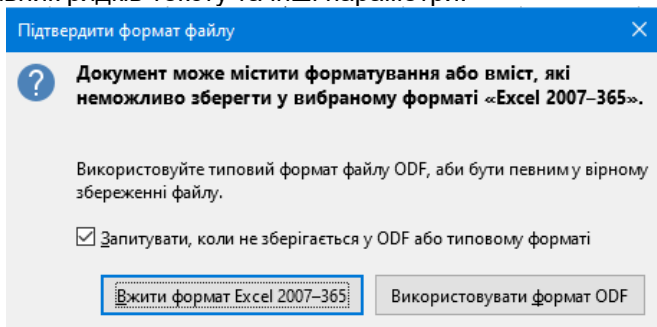 Підтвердити формат файлу
Документ може містити форматування або вміст, які
неможливо зберегти у вибраному форматі «Excel 2007–365».
Використовуйте типовий формат файлу ODF, аби бути певним у вірному
збереженні файлу.
Запитувати, коли не зберігається у ODF або типовому форматі
Вжити формат Excel 2007–365
Використовувати формат ODF